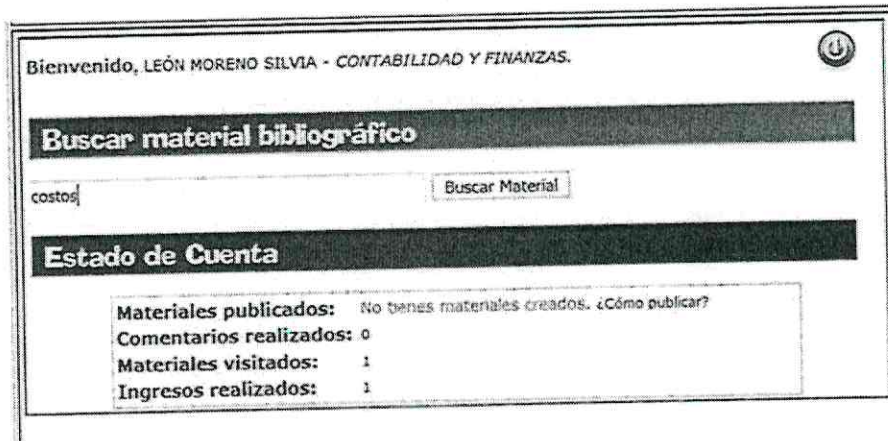 Bienvenido, LEÓN MORENO SILVIA - CONTABILIDAD Y FINANZAS.
Buscar material bibliográfico
costos Buscar Material
Estado de Cuenta
Materiales publicados: No tienes materiales creados. ¿Cómo publicar?
Comentarios realizados: 0
Materiales visitados: 1
Ingresos realizados: 1